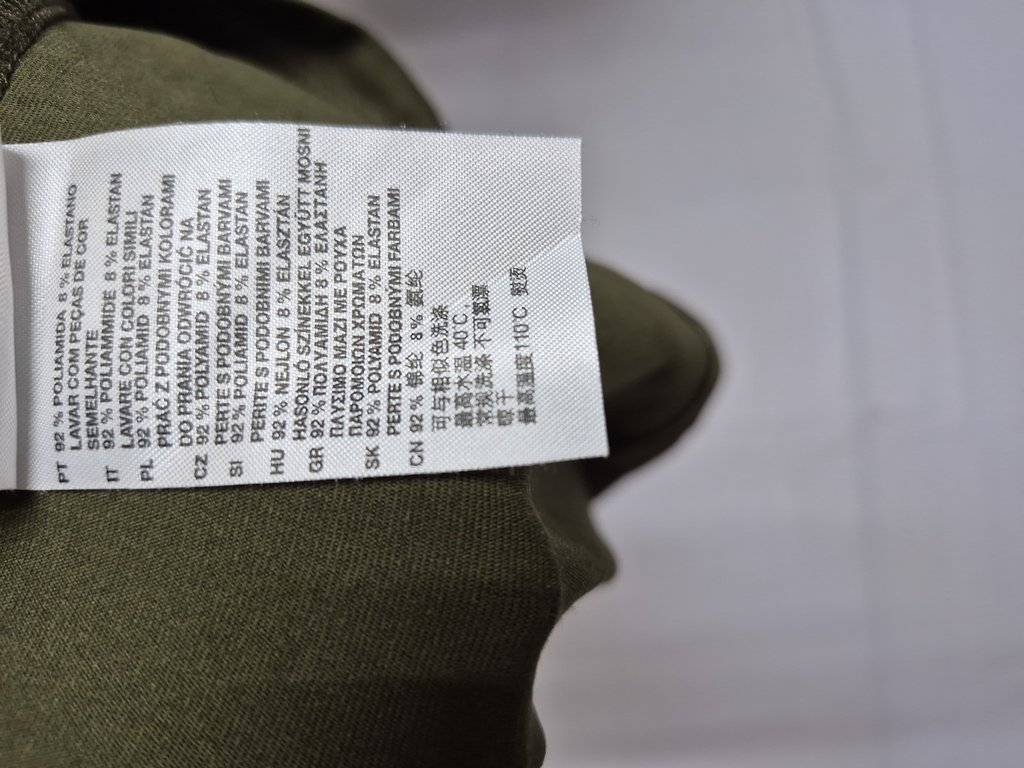 PT 92 % POLIAMIDA 8 % ELASTANO
LAVAR COM PEÇAS DE COR
SEMELHANTE
IT 92 % POLIAMMIDE 8 % ELASTAN
LAVARE CON COLORI SIMILI
PL 92 % POLIAMID 8 % ELASTAN
PRAĆ Z PODOBNYMI KOLORAMI
DO PRANIA ODWRÓCIĆ NA
CZ 92 % POLYAMID 8 % ELASTAN
PERTE S PODOBNÝMI BARVAMI
SI 92 % POLIAMID 8 % ELASTAN
PERITE S PODOBNIMI BARVAMI
HU 92 % NEJLON 8 % ELASZTÁN
HASONLÓ SZÍNEKKEL EGYÜTT MOSNI
GR 92 % ΠΟΛΥΑΜΙΔΗ 8 % ΕΛΑΣΤΑΝΗ
ΠΛΥΣΙΜΟ ΜΑΖΙ ΜΕ ΡΟΥΧΑ
ΠΑΡΟΜΟΙΩΝ ΧΡΩΜΑΤΩΝ
SK 92 % POLYAMID 8 % ELASTAN
PERTE S PODOBNYMI FARBAMI
CN 92 % 锦纶 8 % 氨纶
可与相似色洗涤
最高水温 40℃.
常规洗涤 不可氯漂
晾干
最高温度110℃ 熨烫